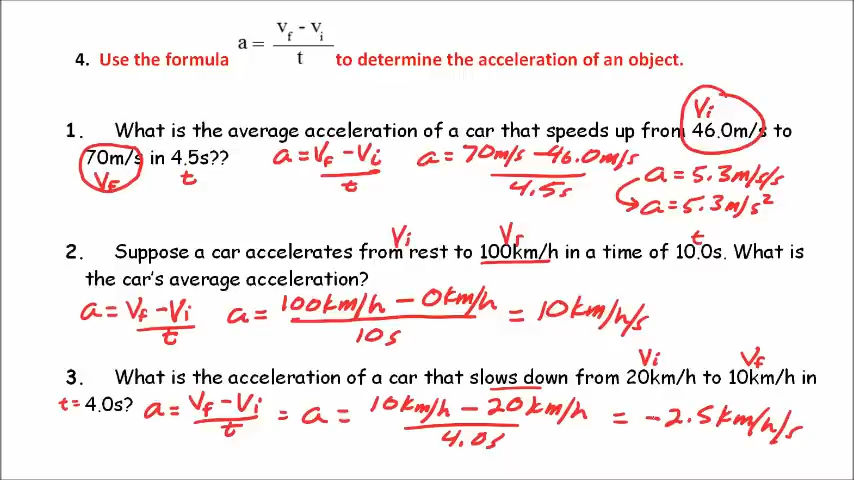 4. Use the formula a = (v_f - v_i) / t to determine the acceleration of an object.
1. What is the average acceleration of a car that speeds up from 46.0m/s to
Vi
70m/s in 4.5s??
Vf t
a = Vf - Vi / t
a = 70m/s - 46.0m/s / 4.5s
a = 5.3m/s/s
a = 5.3m/s²
Vi Vf t
2. Suppose a car accelerates from rest to 100km/h in a time of 10.0s. What is
the car's average acceleration?
a = Vf - Vi / t a = 100km/h - 0km/h / 10s = 10km/h/s
Vi Vf
3. What is the acceleration of a car that slows down from 20km/h to 10km/h in
t = 4.0s?
a = Vf - Vi / t = a = 10km/h - 20km/h / 4.0s = -2.5km/h/s